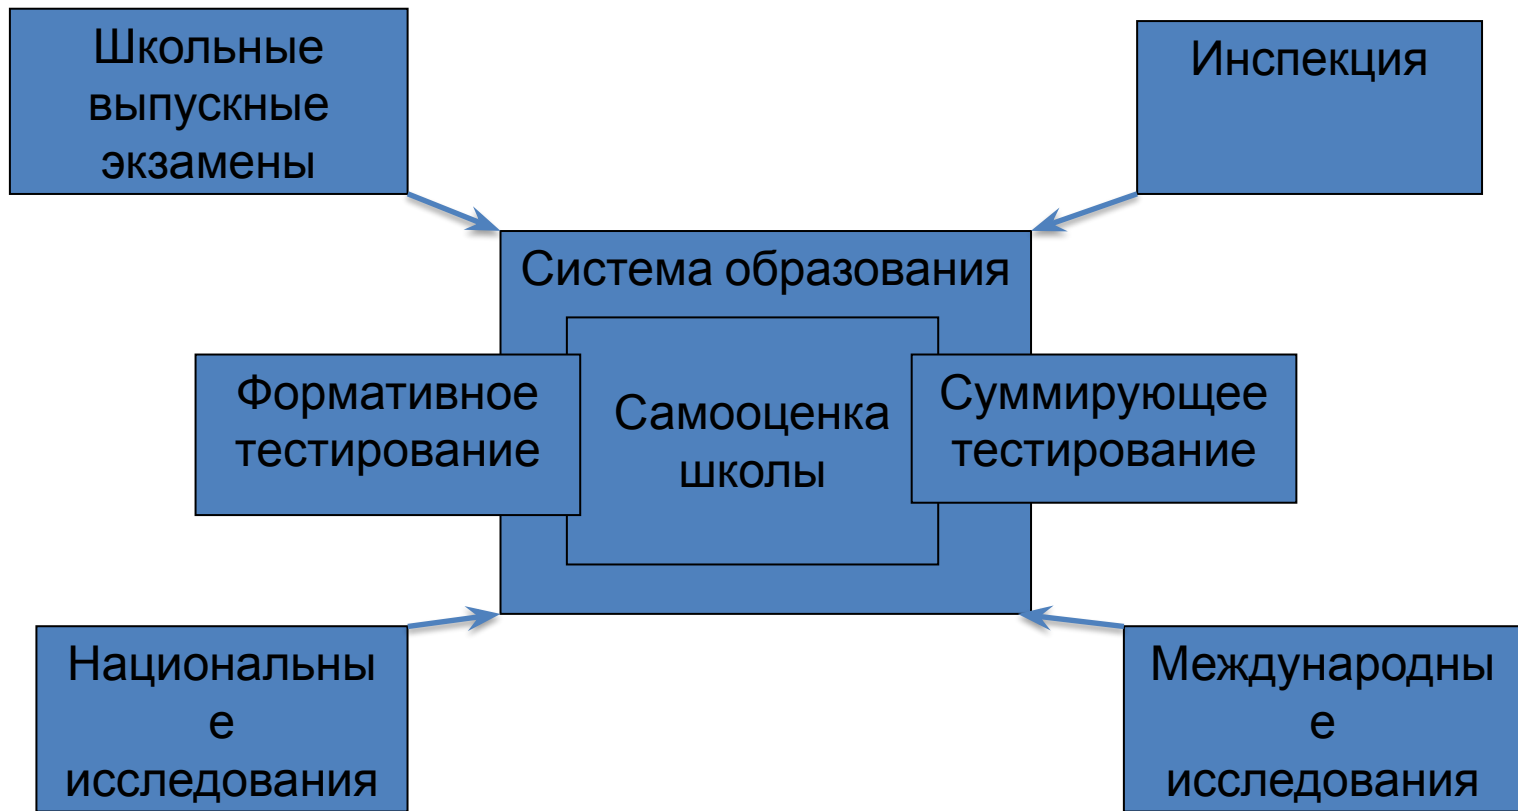 Школьные
выпускные
экзамены
Инспекция
Система образования
Формативное
тестирование
Самооценка
школы
Суммирующее
тестирование
Национальны
е
исследования
Международны
е
исследования